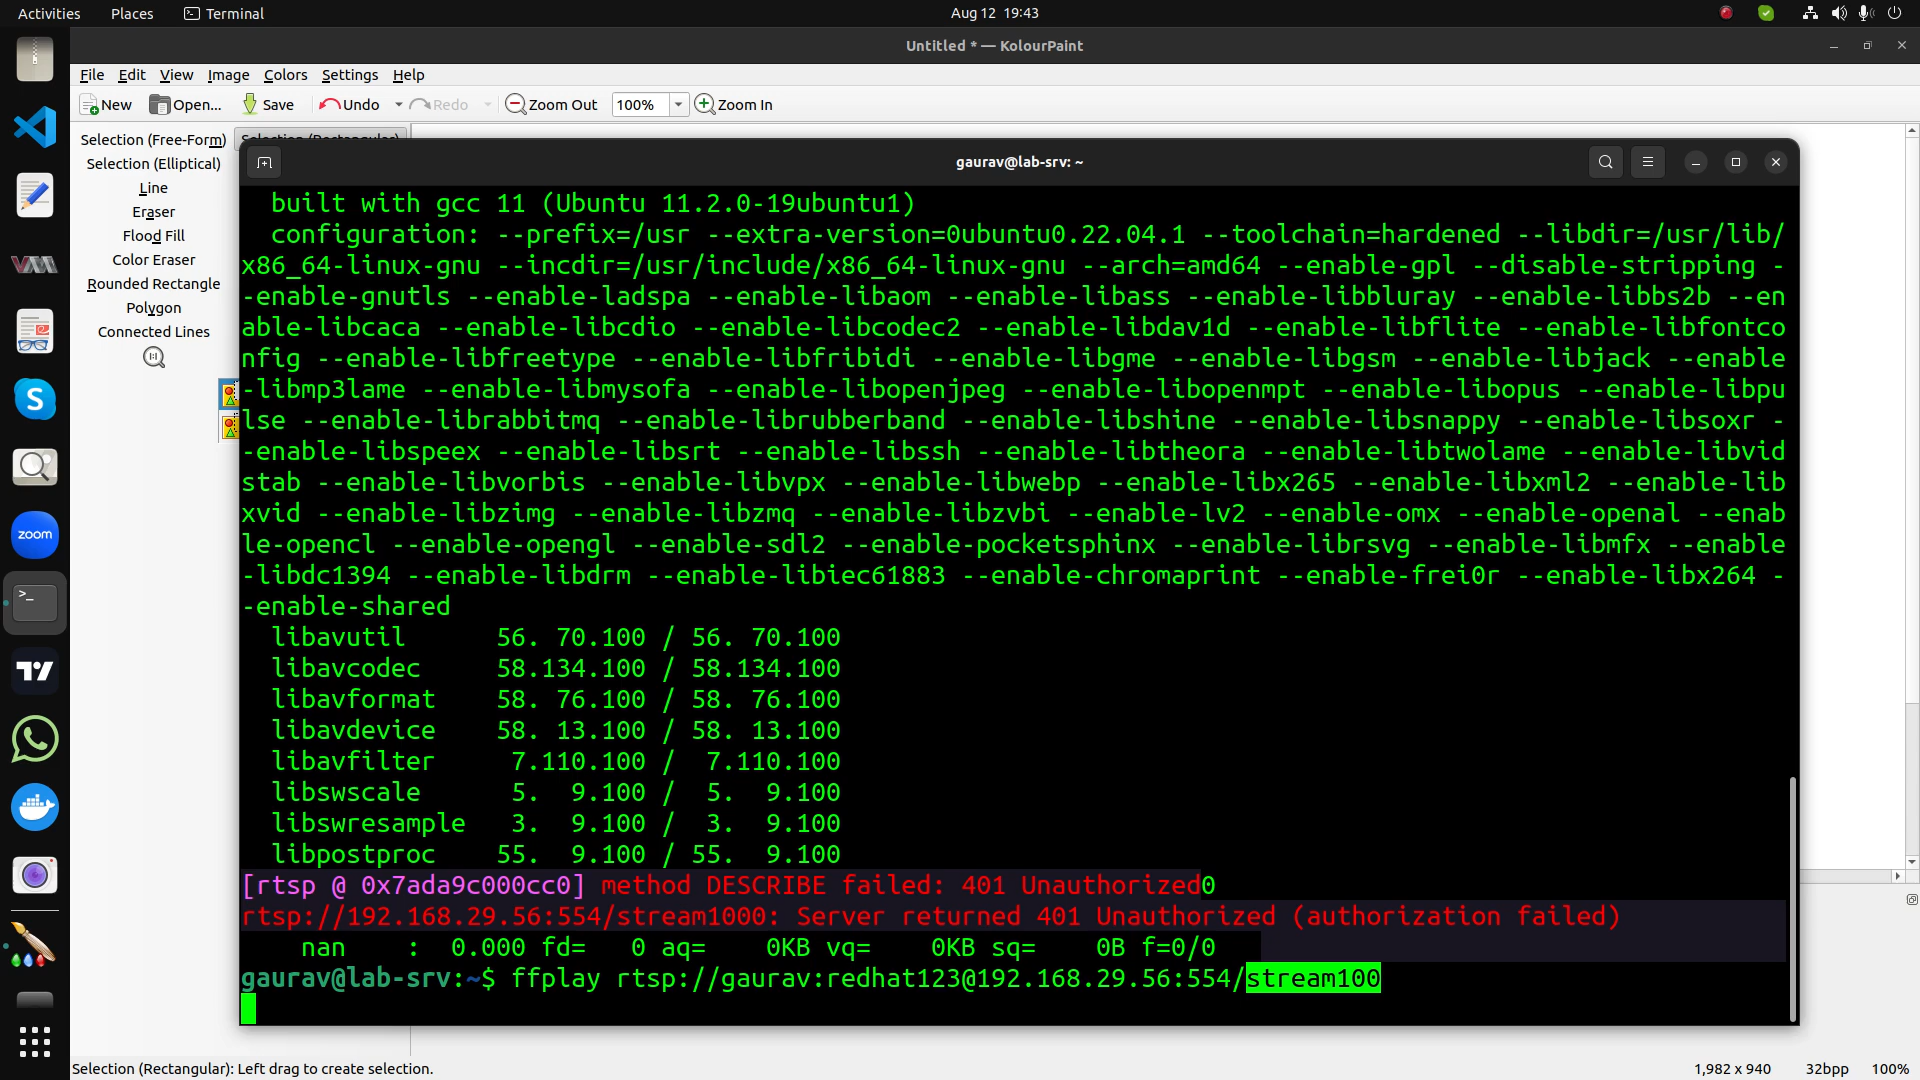 Activities Places Terminal Aug 12 19:43
Untitled * — KolourPaint
File Edit View Image Colors Settings Help
New Open... Save Undo Redo Zoom Out 100% Zoom In
Selection (Free-Form) Selection (Rectangular)
Selection (Elliptical)
Line
Eraser
Flood Fill
Color Eraser
Rounded Rectangle
Polygon
Connected Lines
zoom
gaurav@lab-srv: ~
built with gcc 11 (Ubuntu 11.2.0-19ubuntu1)
configuration: --prefix=/usr --extra-version=0ubuntu0.22.04.1 --toolchain=hardened --libdir=/usr/lib/
x86_64-linux-gnu --incdir=/usr/include/x86_64-linux-gnu --arch=amd64 --enable-gpl --disable-stripping -
-enable-gnutls --enable-ladspa --enable-libaom --enable-libass --enable-libbluray --enable-libbs2b --en
able-libcaca --enable-libcdio --enable-libcodec2 --enable-libdav1d --enable-libflite --enable-libfontco
nfig --enable-libfreetype --enable-libfribidi --enable-libgme --enable-libgsm --enable-libjack --enable
-libmp3lame --enable-libmysofa --enable-libopenjpeg --enable-libopenmpt --enable-libopus --enable-libpu
lse --enable-librabbitmq --enable-librubberband --enable-libshine --enable-libsnappy --enable-libsoxr -
-enable-libspeex --enable-libsrt --enable-libssh --enable-libtheora --enable-libtwolame --enable-libvid
stab --enable-libvorbis --enable-libvpx --enable-libwebp --enable-libx265 --enable-libxml2 --enable-lib
xvid --enable-libzimg --enable-libzmq --enable-libzvbi --enable-lv2 --enable-omx --enable-openal --enab
le-opencl --enable-opengl --enable-sdl2 --enable-pocketsphinx --enable-librsvg --enable-libmfx --enable
-libdc1394 --enable-libdrm --enable-libiec61883 --enable-chromaprint --enable-frei0r --enable-libx264 -
-enable-shared
libavutil 56. 70.100 / 56. 70.100
libavcodec 58.134.100 / 58.134.100
libavformat 58. 76.100 / 58. 76.100
libavdevice 58. 13.100 / 58. 13.100
libavfilter 7.110.100 / 7.110.100
libswscale 5. 9.100 / 5. 9.100
libswresample 3. 9.100 / 3. 9.100
libpostproc 55. 9.100 / 55. 9.100
[rtsp @ 0x7ada9c000cc0] method DESCRIBE failed: 401 Unauthorized0
rtsp://192.168.29.56:554/stream1000: Server returned 401 Unauthorized (authorization failed)
nan : 0.000 fd= 0 aq= 0KB vq= 0KB sq= 0B f=0/0
gaurav@lab-srv:~$ ffplay rtsp://gaurav:redhat123@192.168.29.56:554/stream100
Selection (Rectangular): Left drag to create selection. 1,982 x 940 32bpp 100%